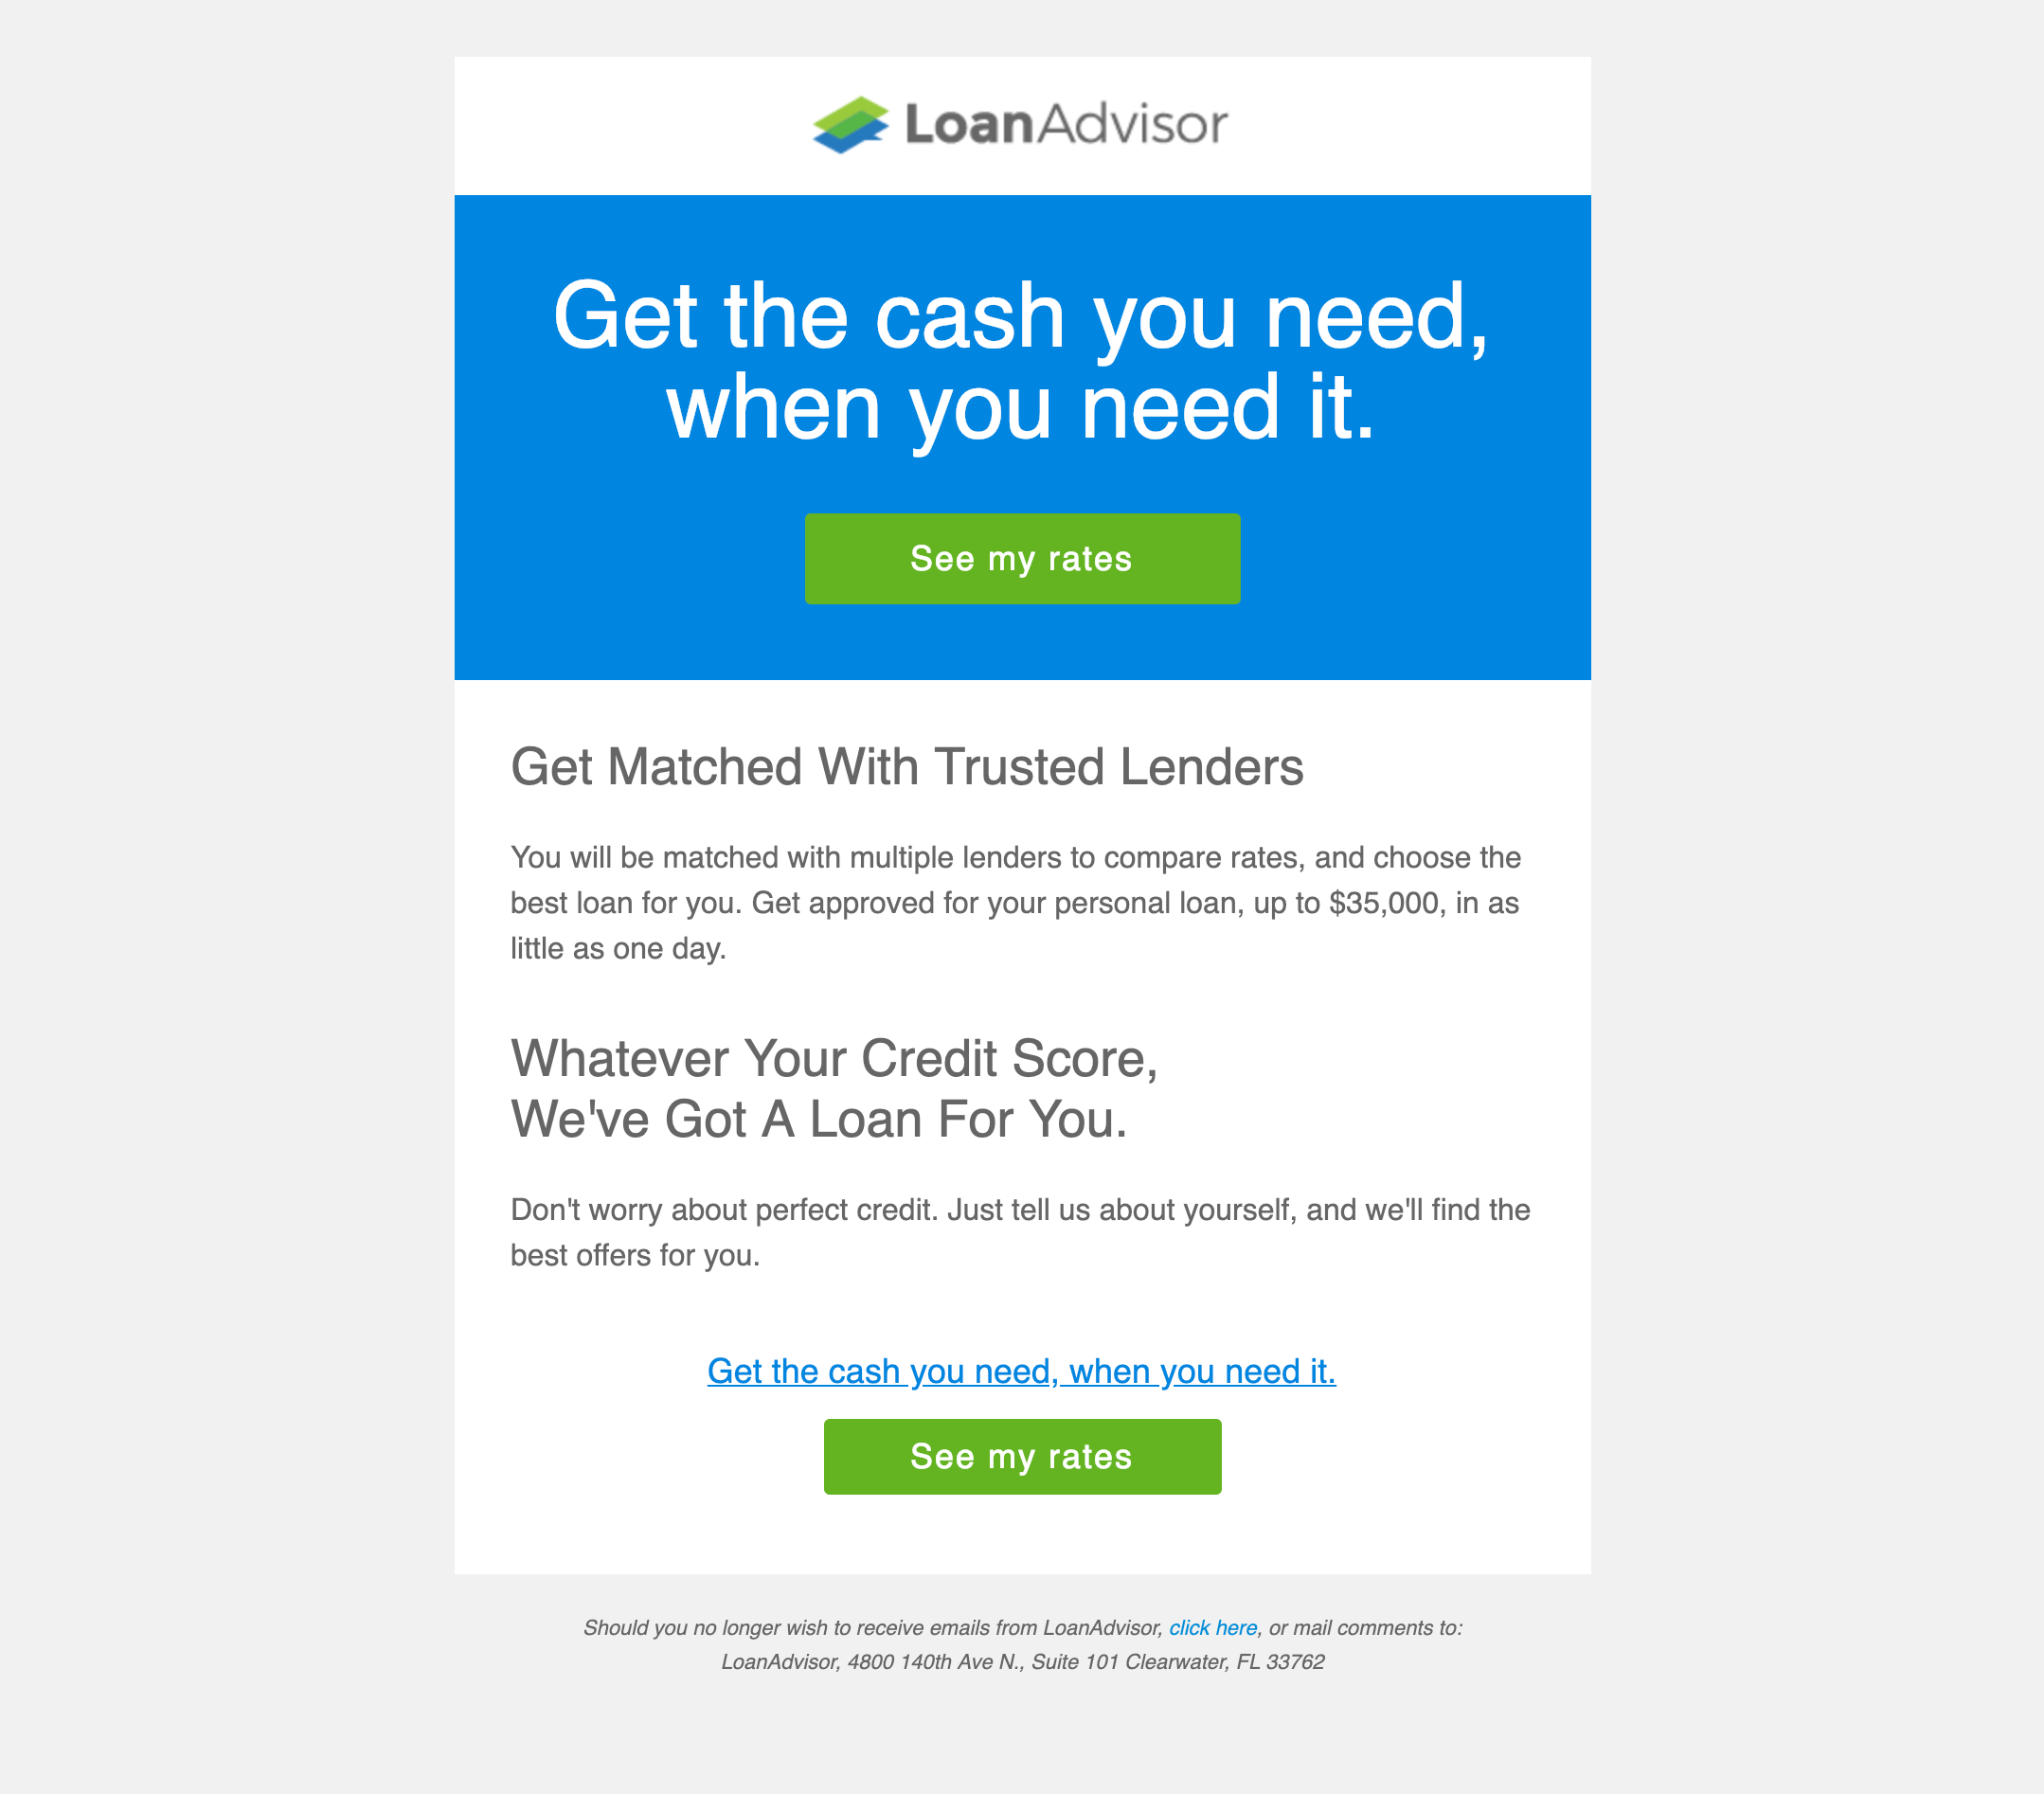 LoanAdvisor
Get the cash you need,
when you need it.
See my rates
Get Matched With Trusted Lenders
You will be matched with multiple lenders to compare rates, and choose the
best loan for you. Get approved for your personal loan, up to $35,000, in as
little as one day.
Whatever Your Credit Score,
We've Got A Loan For You.
Don't worry about perfect credit. Just tell us about yourself, and we'll find the
best offers for you.
Get the cash you need, when you need it.
See my rates
Should you no longer wish to receive emails from LoanAdvisor, click here, or mail comments to:
LoanAdvisor, 4800 140th Ave N., Suite 101 Clearwater, FL 33762